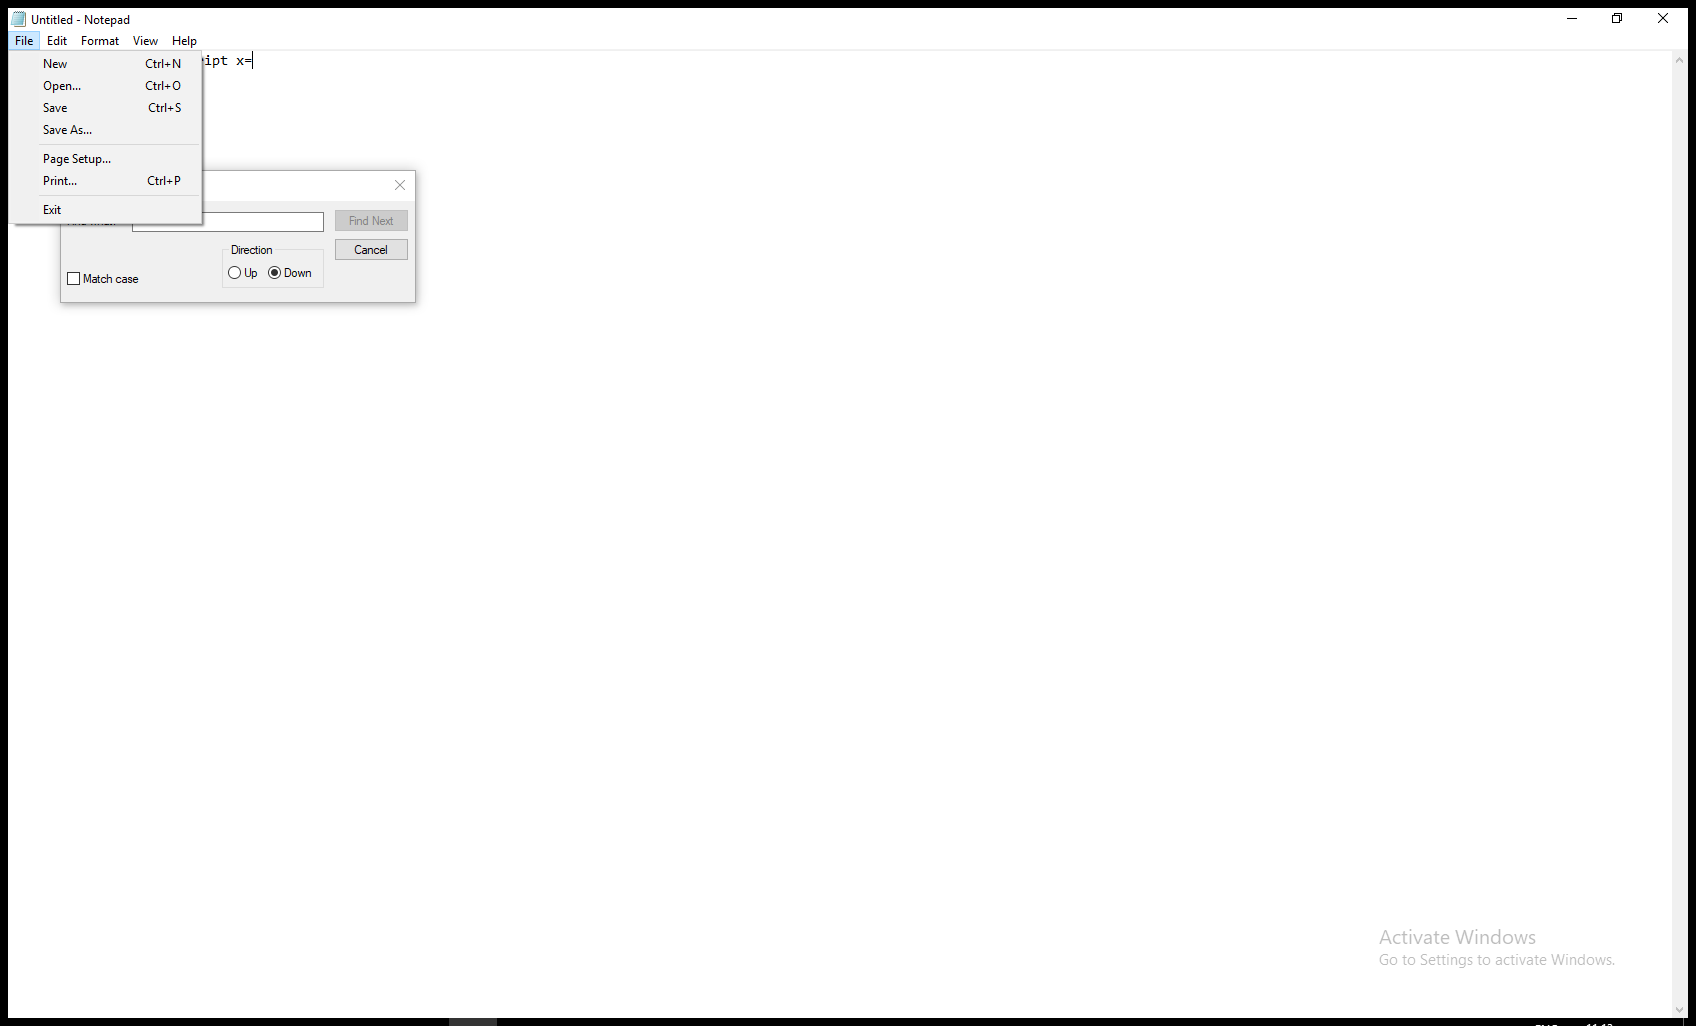 Untitled - Notepad
File Edit Format View Help
ipt x=
New Ctrl+N
Open... Ctrl+O
Save Ctrl+S
Save As...
Page Setup...
Print... Ctrl+P
Exit
Find Next
Direction
Cancel
Up Down
Match case
Activate Windows
Go to Settings to activate Windows.